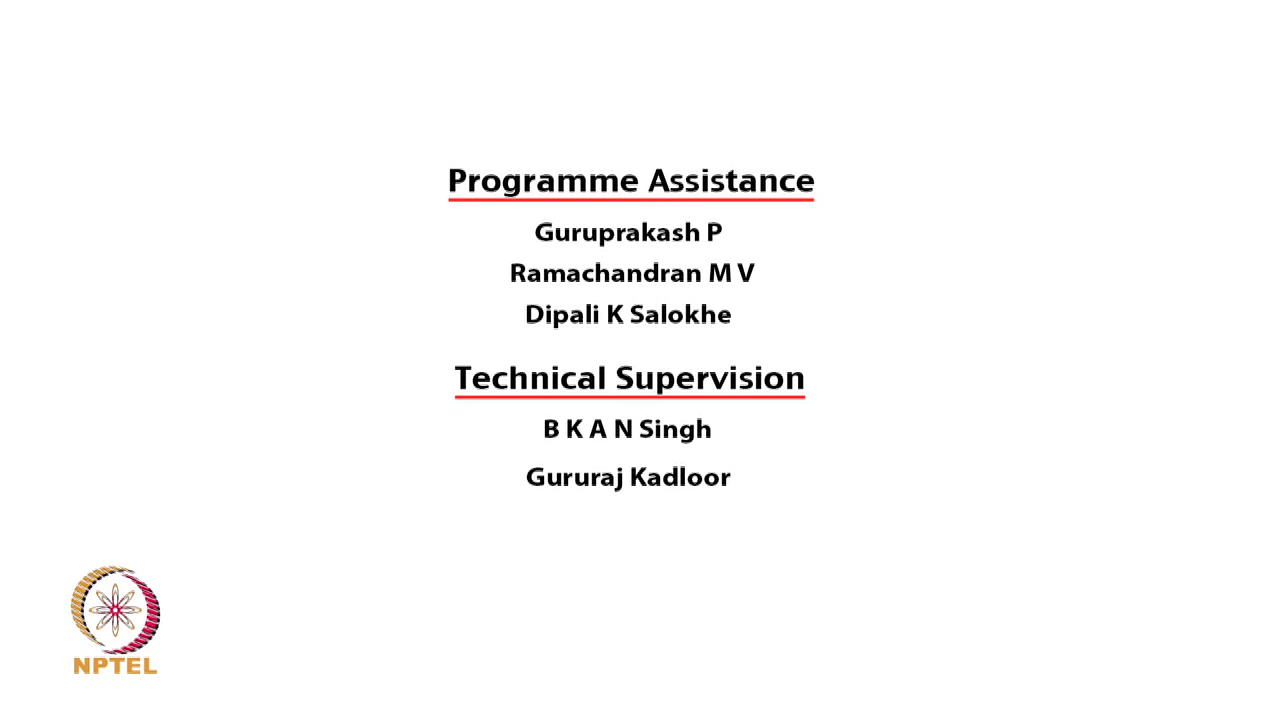 Programme Assistance
Guruprakash P
Ramachandran M V
Dipali K Salokhe
Technical Supervision
B K A N Singh
Gururaj Kadloor
NPTEL